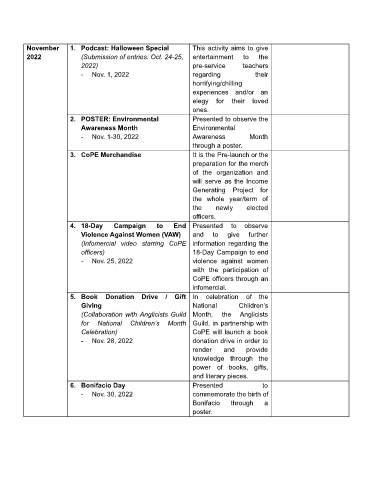 November
2022
1. Podcast: Halloween Special
(Submission of entries: Oct. 24-25,
2022)
- Nov. 1, 2022
This activity aims to give
entertainment to the
pre-service teachers
regarding their
horrifying/chilling
experiences and/or an
elegy for their loved
ones.
2. POSTER: Environmental
Awareness Month
- Nov. 1-30, 2022
Presented to observe the
Environmental
Awareness Month
through a poster.
3. CoPE Merchandise
It is the Pre-launch or the
preparation for the merch
of the organization and
will serve as the Income
Generating Project for
the whole year/term of
the newly elected
officers.
4. 18-Day Campaign to End
Violence Against Women (VAW)
(Infomercial video starring CoPE
officers)
- Nov. 25, 2022
Presented to observe
and to give further
information regarding the
18-Day Campaign to end
violence against women
with the participation of
CoPE officers through an
infomercial.
5. Book Donation Drive / Gift
Giving
(Collaboration with Anglicists Guild
for National Children's Month
Celebration)
- Nov. 28, 2022
In celebration of the
National Children's
Month, the Anglicists
Guild, in partnership with
CoPE will launch a book
donation drive in order to
render and provide
knowledge through the
power of books, gifts,
and literary pieces.
6. Bonifacio Day
- Nov. 30, 2022
Presented to
commemorate the birth of
Bonifacio through a
poster.